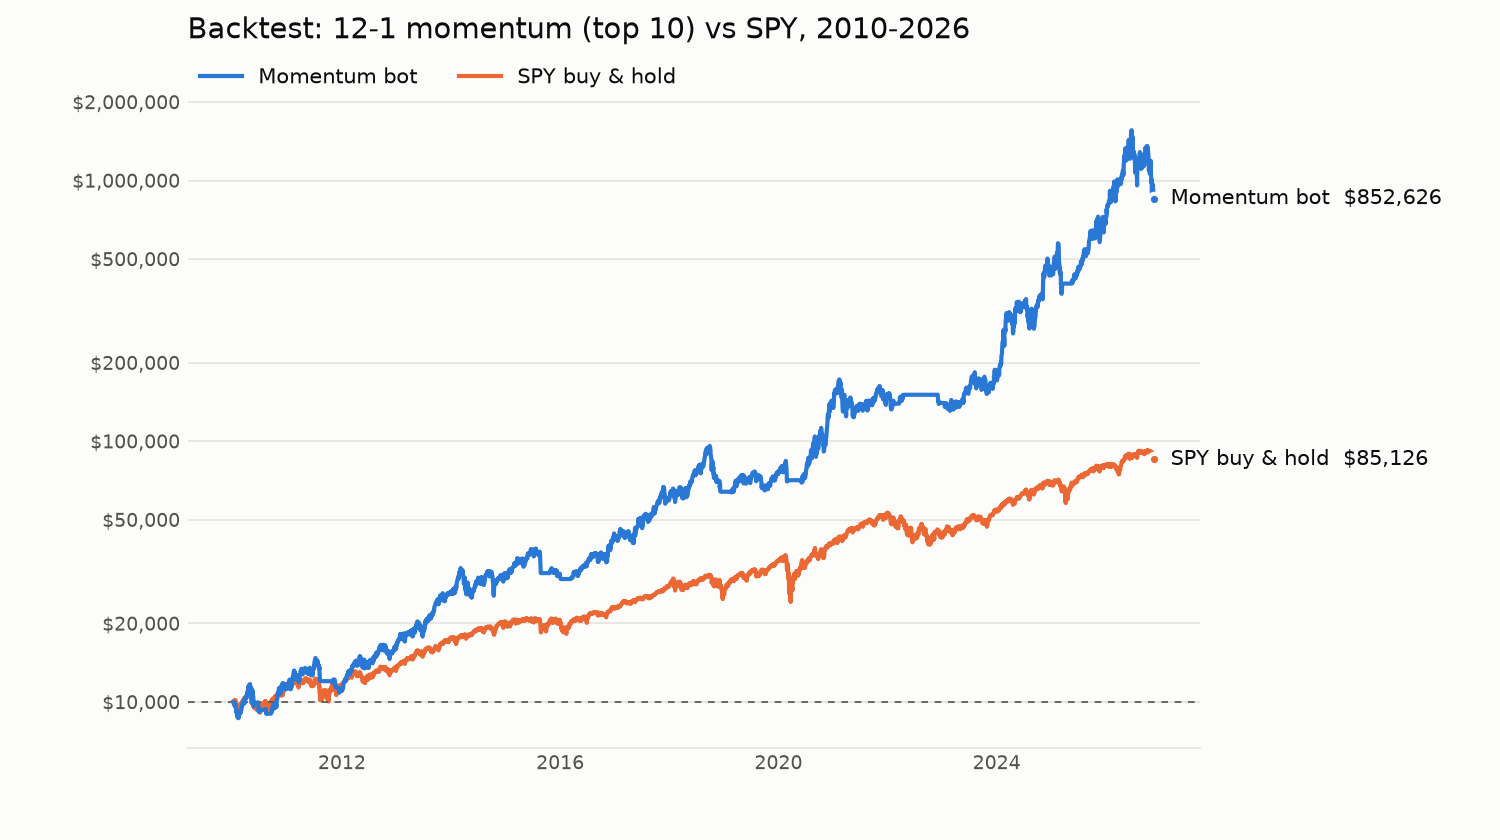 Backtest: 12-1 momentum (top 10) vs SPY, 2010-2026
Momentum bot
SPY buy & hold
$2,000,000
$1,000,000
Momentum bot $852,626
$500,000
$200,000
$100,000
SPY buy & hold $85,126
$50,000
$20,000
$10,000
2012
2016
2020
2024